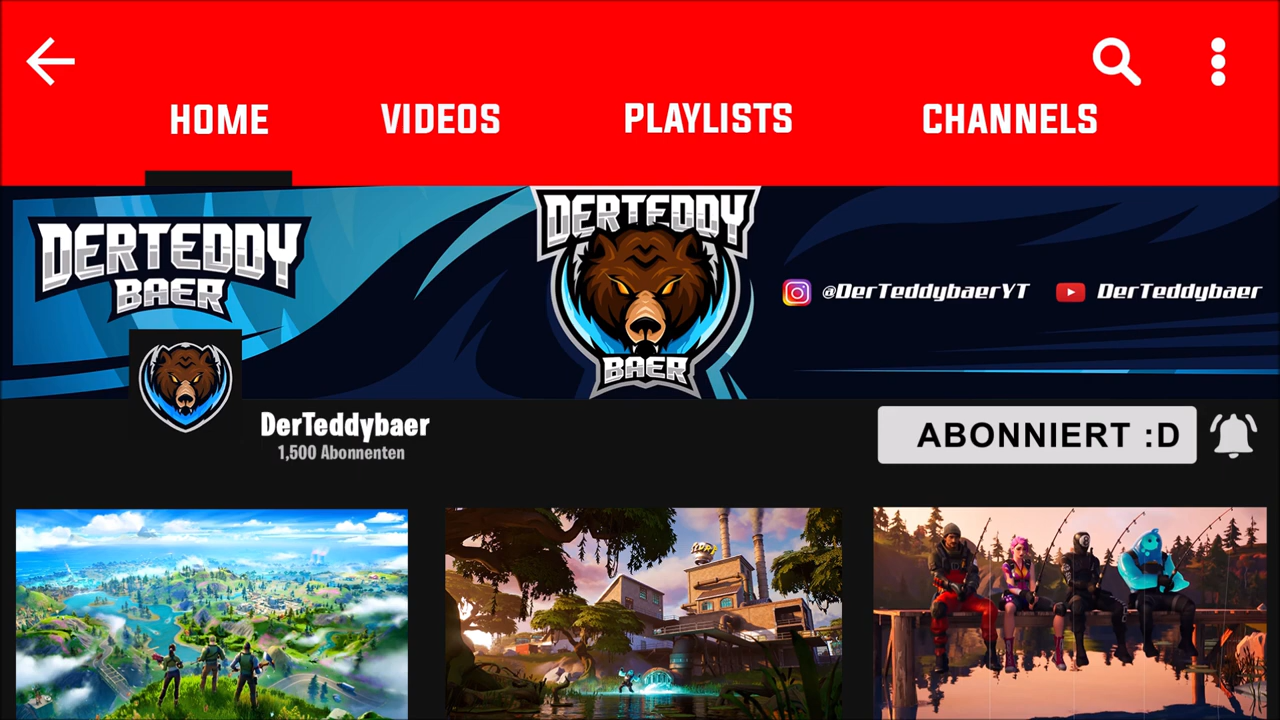 HOME
VIDEOS
PLAYLISTS
CHANNELS
DERTEDDY
BAER
DERTEDDY
BAER
@DerTeddybaerYT
DerTeddybaer
DerTeddybaer
1,500 Abonnenten
ABONNIERT :D